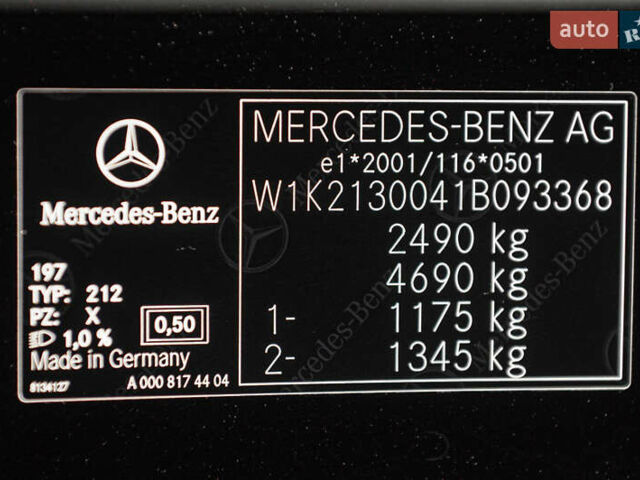 auto
R
Mercedes-Benz
197
TYP: 212
PZ: X
1,0 %
0,50
Made in Germany
8134127
A 000 817 44 04
MERCEDES-BENZ AG
e1*2001/116*0501
W1K2130041B093368
2490 kg
4690 kg
1- 1175 kg
2- 1345 kg